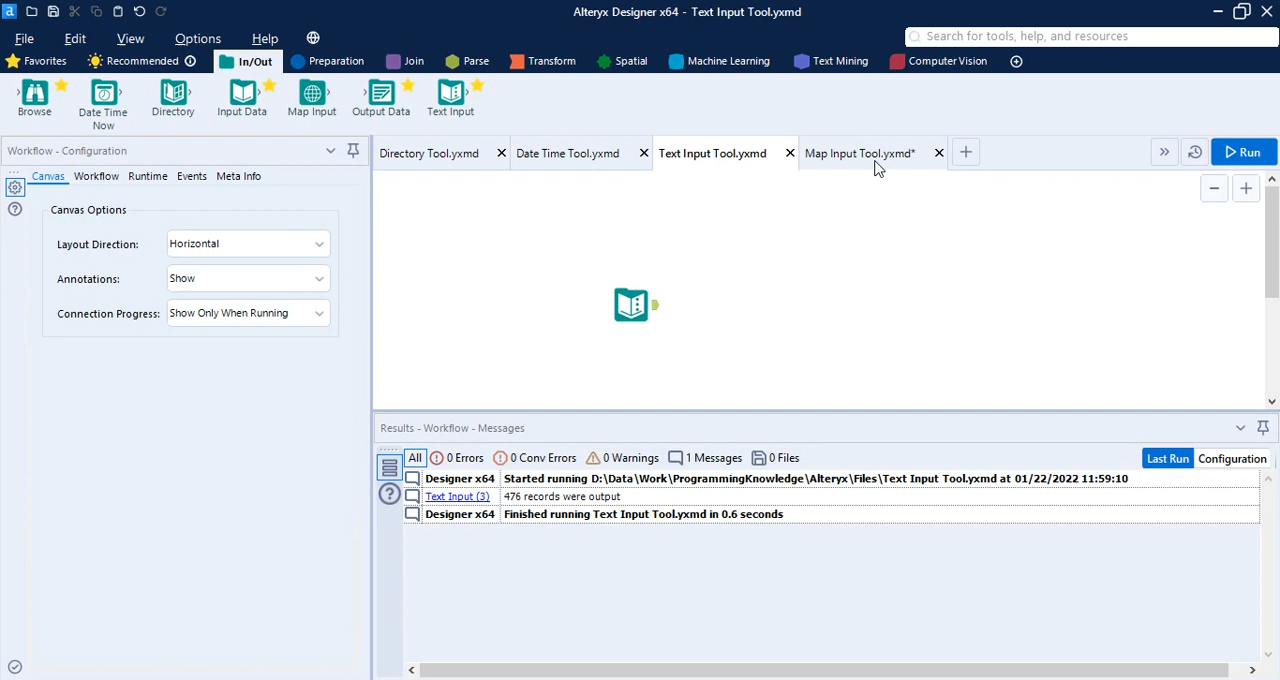 a Alteryx Designer x64 - Text Input Tool.yxmd
File Edit View Options Help Search for tools, help, and resources
Favorites Recommended In/Out Preparation Join Parse Transform Spatial Machine Learning Text Mining Computer Vision
Browse Date Time Now Directory Input Data Map Input Output Data Text Input
Workflow - Configuration
Directory Tool.yxmd Date Time Tool.yxmd Text Input Tool.yxmd Map Input Tool.yxmd* Run
Canvas Workflow Runtime Events Meta Info
Canvas Options
Layout Direction: Horizontal
Annotations: Show
Connection Progress: Show Only When Running
Results - Workflow - Messages
All 0 Errors 0 Conv Errors 0 Warnings 1 Messages 0 Files Last Run Configuration
Designer x64 Started running D:\Data\Work\ProgrammingKnowledge\Alteryx\Files\Text Input Tool.yxmd at 01/22/2022 11:59:10
Text Input (3) 476 records were output
Designer x64 Finished running Text Input Tool.yxmd in 0.6 seconds